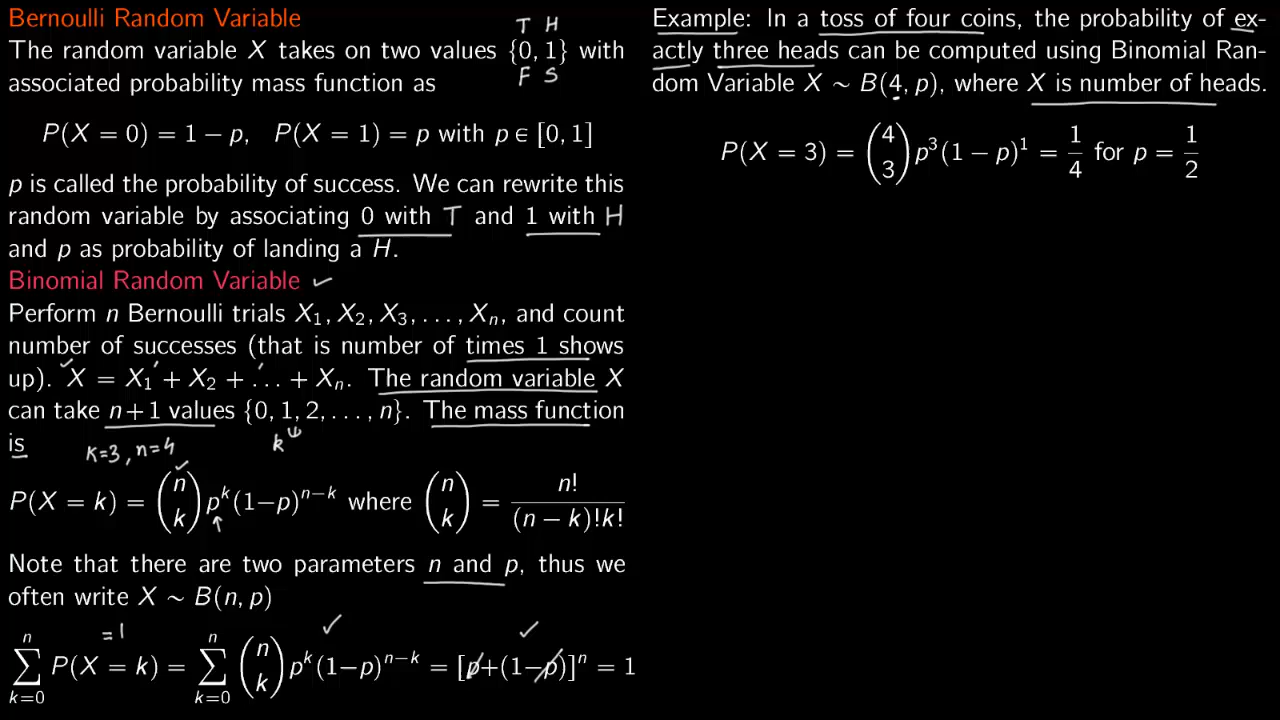 Bernoulli Random Variable
T H
The random variable X takes on two values {0, 1} with
F S
associated probability mass function as
P(X = 0) = 1 − p, P(X = 1) = p with p ∈ [0, 1]
p is called the probability of success. We can rewrite this
random variable by associating 0 with T and 1 with H
and p as probability of landing a H.
Binomial Random Variable ✓
Perform n Bernoulli trials X₁, X₂, X₃, . . . , Xₙ, and count
number of successes (that is number of times 1 shows
up). X = X₁ + X₂ + . . . + Xₙ. The random variable X
can take n+1 values {0, 1, 2, . . . , n}. The mass function
is
k=3, n=4
k
P(X = k) = (n k) pᵏ(1−p)ⁿ⁻ᵏ where (n k) = n! / (n − k)!k!
Note that there are two parameters n and p, thus we
often write X ∼ B(n, p)
=1
∑ₖ₌₀ⁿ P(X = k) = ∑ₖ₌₀ⁿ (n k) pᵏ(1−p)ⁿ⁻ᵏ = [p+(1−p)]ⁿ = 1
Example: In a toss of four coins, the probability of ex-
actly three heads can be computed using Binomial Ran-
dom Variable X ∼ B(4, p), where X is number of heads.
P(X = 3) = (4 3) p³(1 − p)¹ = 1/4 for p = 1/2